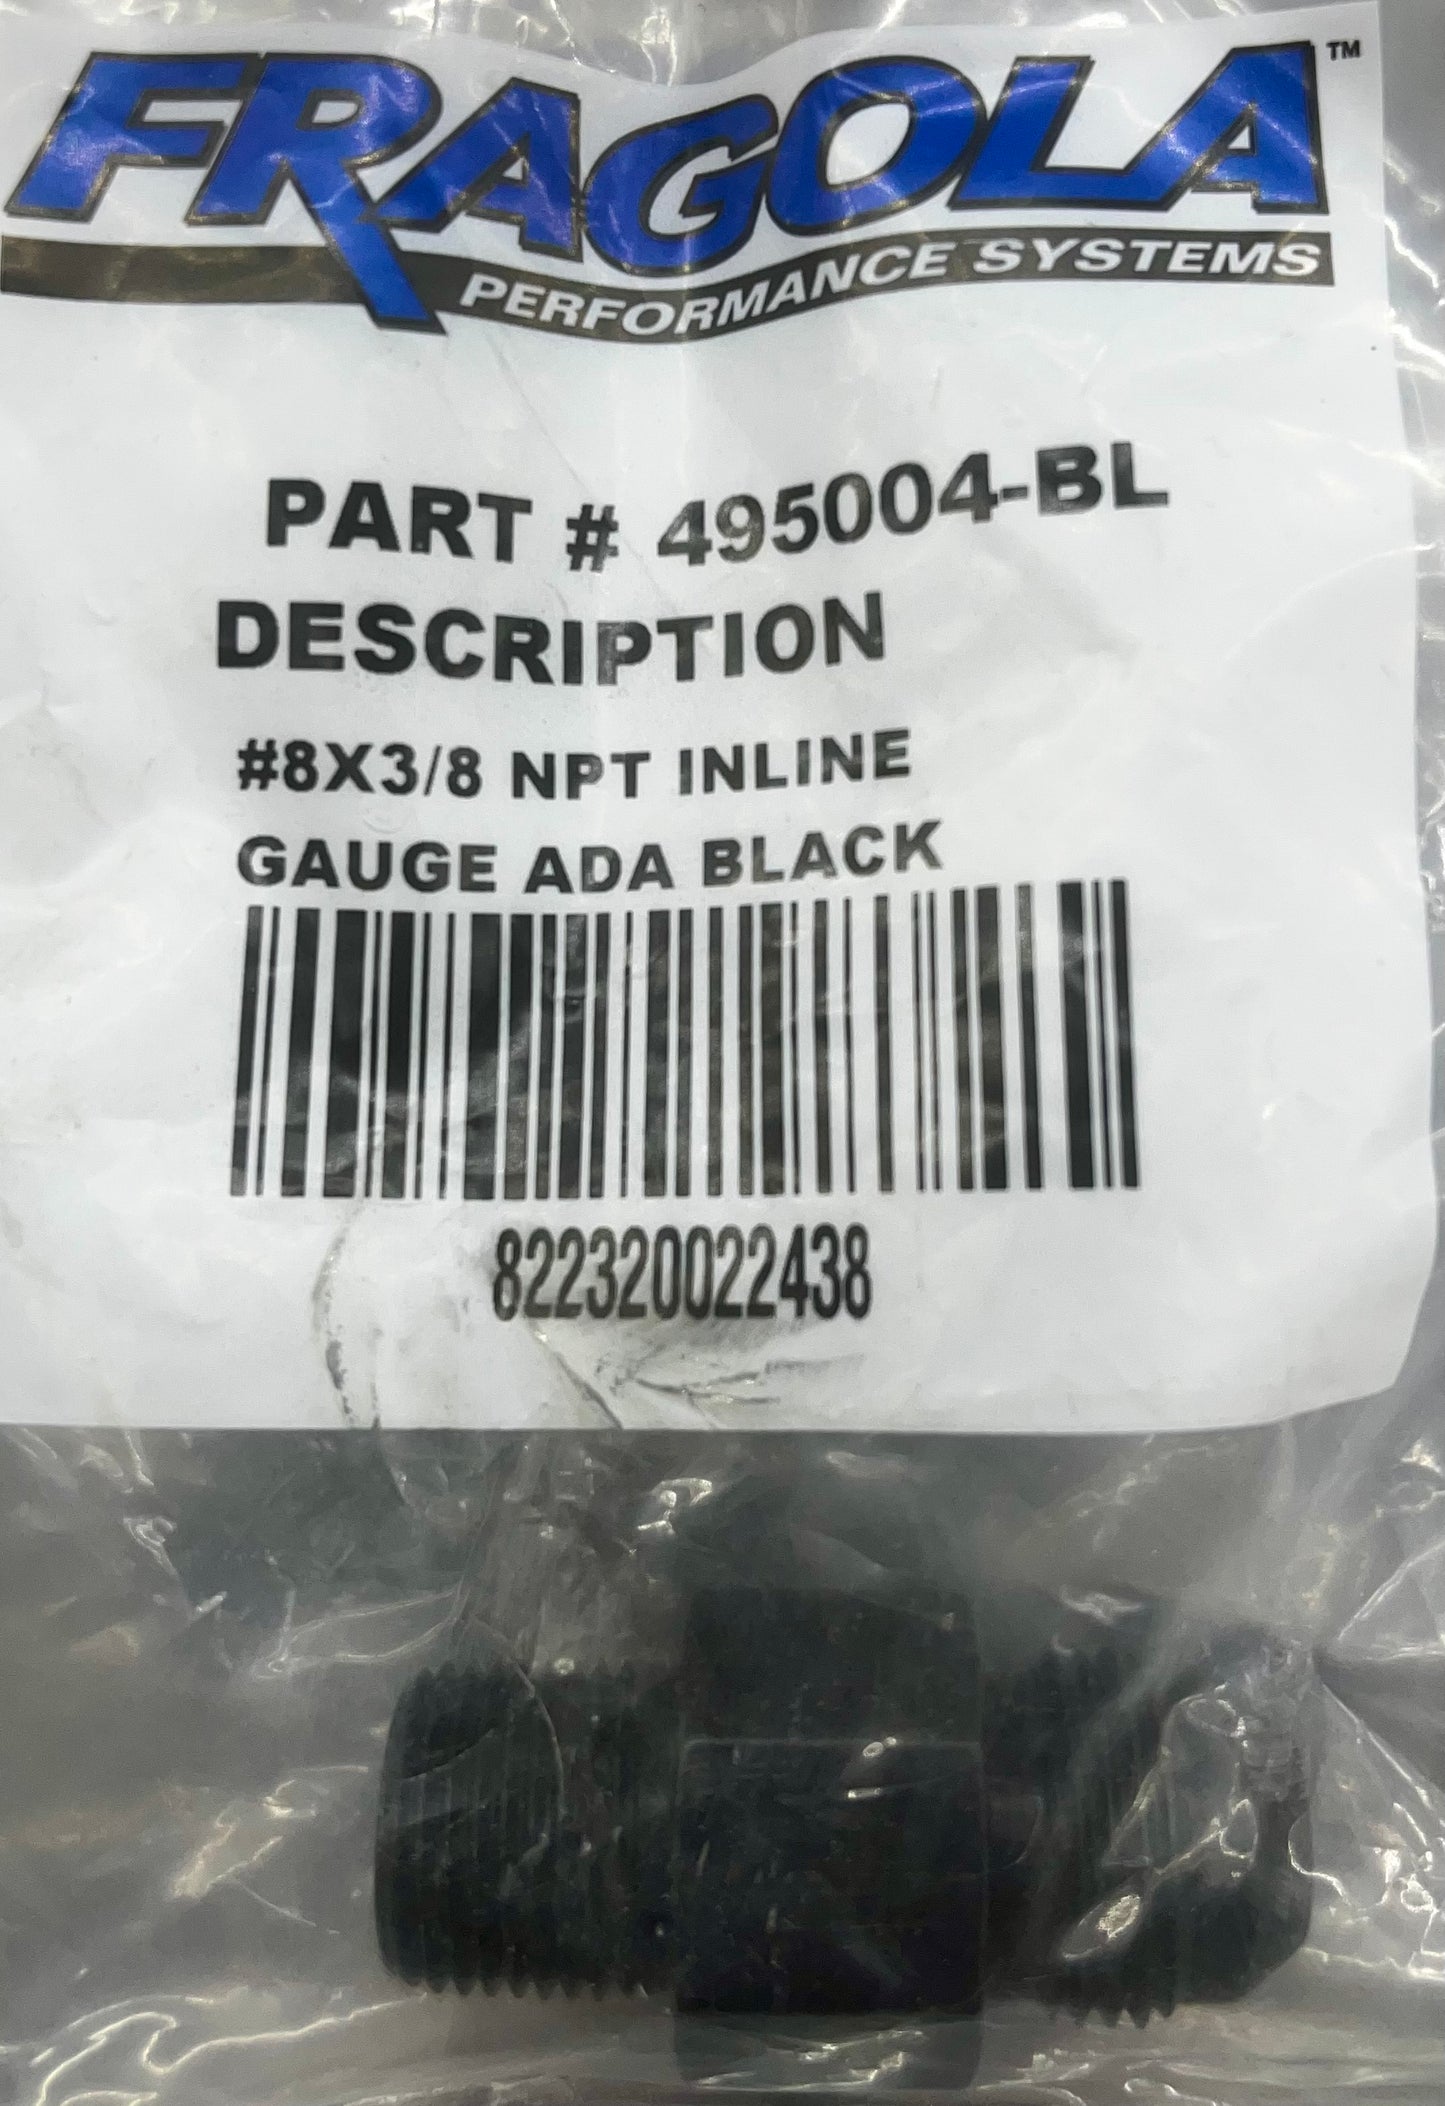 FRAGOLA™
PERFORMANCE SYSTEMS
PART # 495004-BL
DESCRIPTION
#8X3/8 NPT INLINE
GAUGE ADA BLACK
822320022438